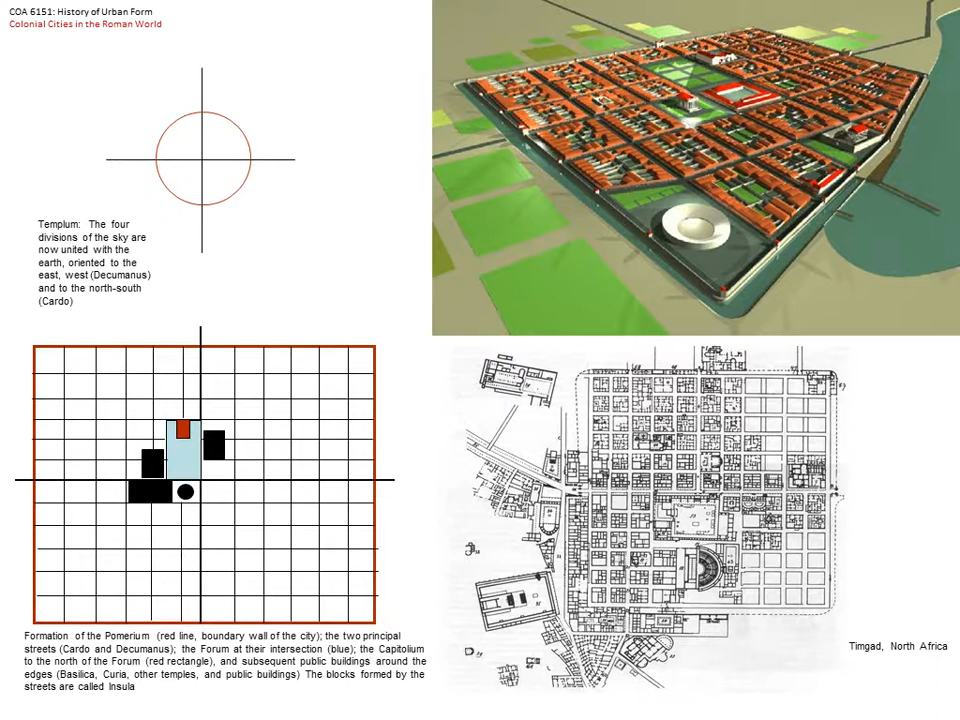 COA 6151: History of Urban Form
Colonial Cities in the Roman World
Templum: The four
divisions of the sky are
now united with the
earth, oriented to the
east, west (Decumanus)
and to the north-south
(Cardo)
Formation of the Pomerium (red line, boundary wall of the city); the two principal
streets (Cardo and Decumanus); the Forum at their intersection (blue); the Capitolium
to the north of the Forum (red rectangle), and subsequent public buildings around the
edges (Basilica, Curia, other temples, and public buildings) The blocks formed by the
streets are called Insula
Timgad, North Africa